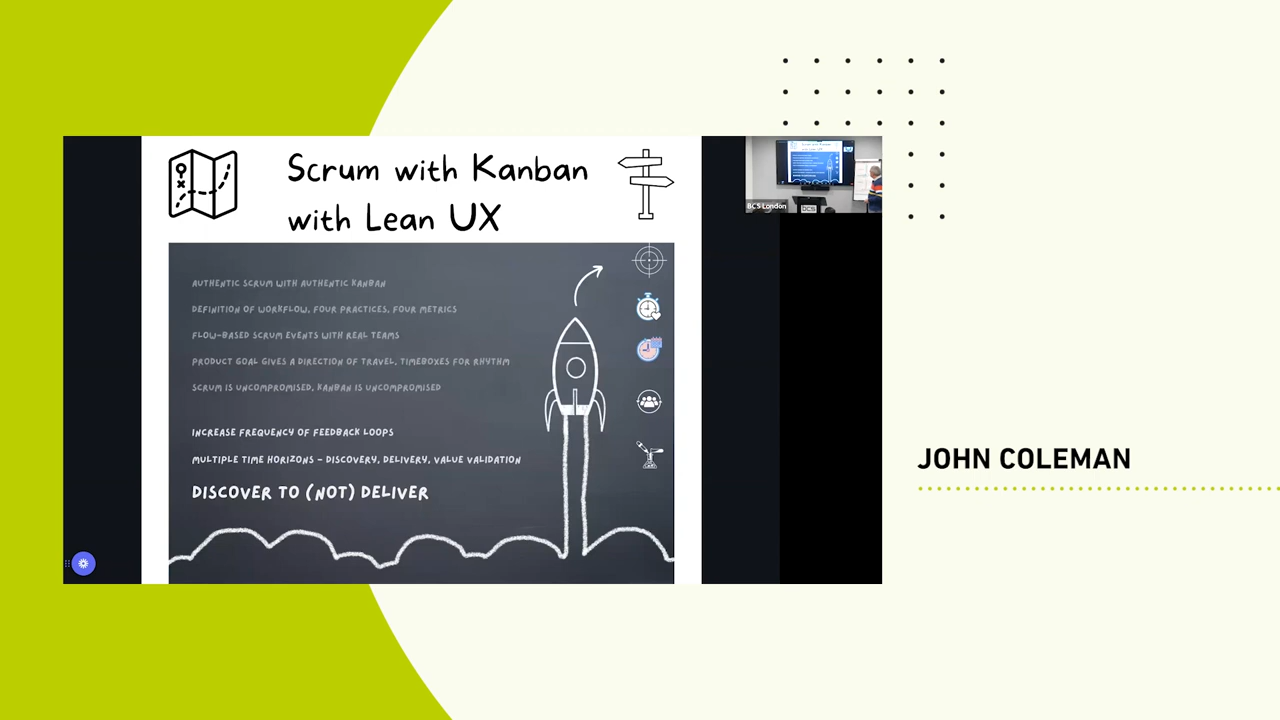 Scrum with Kanban
with Lean UX
AUTHENTIC SCRUM WITH AUTHENTIC KANBAN
DEFINITION OF WORKFLOW, FOUR PRACTICES, FOUR METRICS
FLOW-BASED SCRUM EVENTS WITH REAL TEAMS
PRODUCT GOAL GIVES A DIRECTION OF TRAVEL, TIMEBOXES FOR RHYTHM
SCRUM IS UNCOMPROMISED, KANBAN IS UNCOMPROMISED
INCREASE FREQUENCY OF FEEDBACK LOOPS
MULTIPLE TIME HORIZONS – DISCOVERY, DELIVERY, VALUE VALIDATION
DISCOVER TO (NOT) DELIVER
BCS London
JOHN COLEMAN